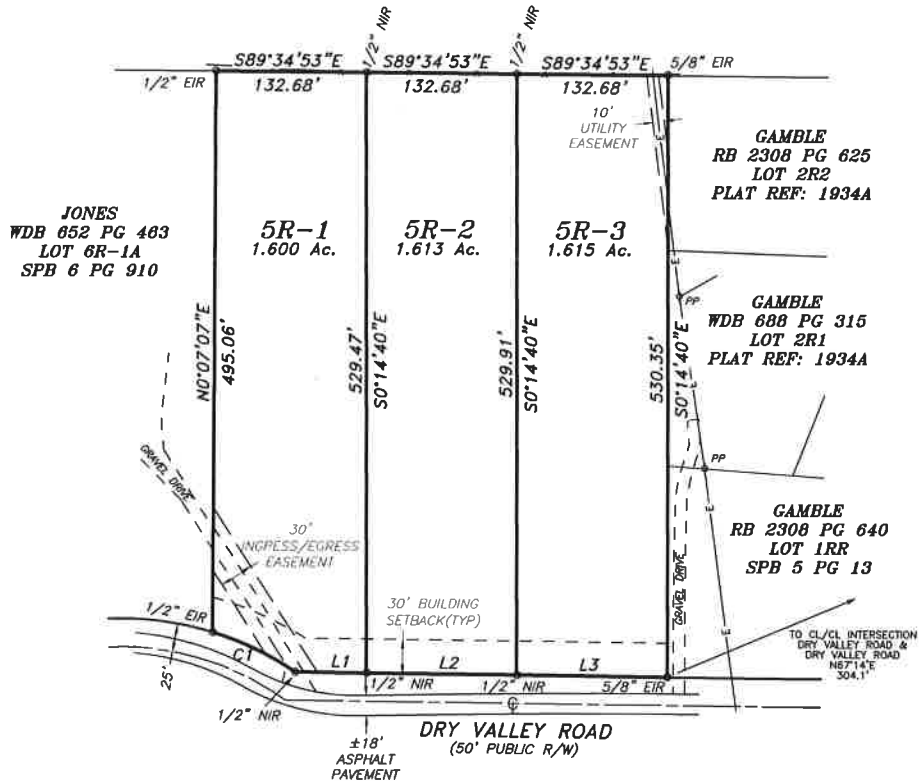 1/2" NIR
1/2" NIR
S89°34'53"E
S89°34'53"E
S89°34'53"E
5/8" EIR
1/2" EIR
132.68'
132.68'
132.68'
10'
UTILITY
EASEMENT
E
GAMBLE
RB 2308 PG 625
LOT 2R2
PLAT REF: 1934A
JONES
WDB 652 PG 463
LOT 6R-1A
SPB 6 PG 910
5R-1
1.600 Ac.
5R-2
1.613 Ac.
5R-3
1.615 Ac.
E
PP
GAMBLE
WDB 688 PG 315
LOT 2R1
PLAT REF: 1934A
N0°07'07"E
495.06'
529.47'
S0°14'40"E
529.91'
S0°14'40"E
530.35'
S0°14'40"E
E
PP
GRAVEL DRIVE
E
GAMBLE
RB 2308 PG 640
LOT 1RR
SPB 5 PG 13
30'
INGRESS/EGRESS
EASEMENT
GRAVEL DRIVE
E
30' BUILDING
SETBACK(TYP)
1/2" EIR
TO CL/CL INTERSECTION
DRY VALLEY ROAD &
DRY VALLEY ROAD
N67°14'E
304.1'
25'
C1
L1
L2
L3
1/2" NIR
1/2" NIR
5/8" EIR
1/2" NIR
DRY VALLEY ROAD
(50' PUBLIC R/W)
±18'
ASPHALT
PAVEMENT